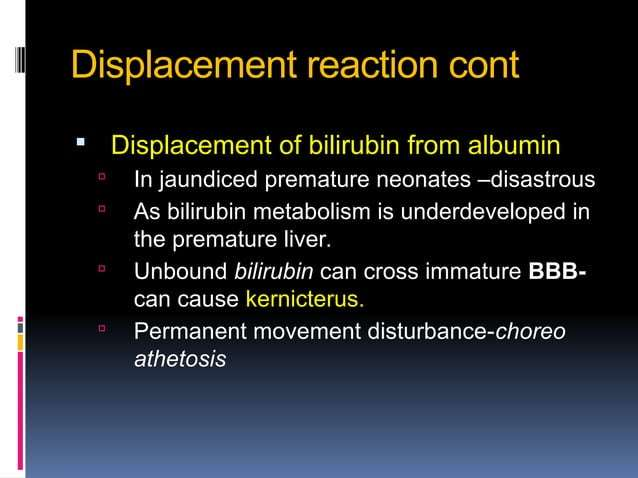 Displacement reaction cont
Displacement of bilirubin from albumin
In jaundiced premature neonates –disastrous
As bilirubin metabolism is underdeveloped in
the premature liver.
Unbound bilirubin can cross immature BBB-
can cause kernicterus.
Permanent movement disturbance-choreo
athetosis